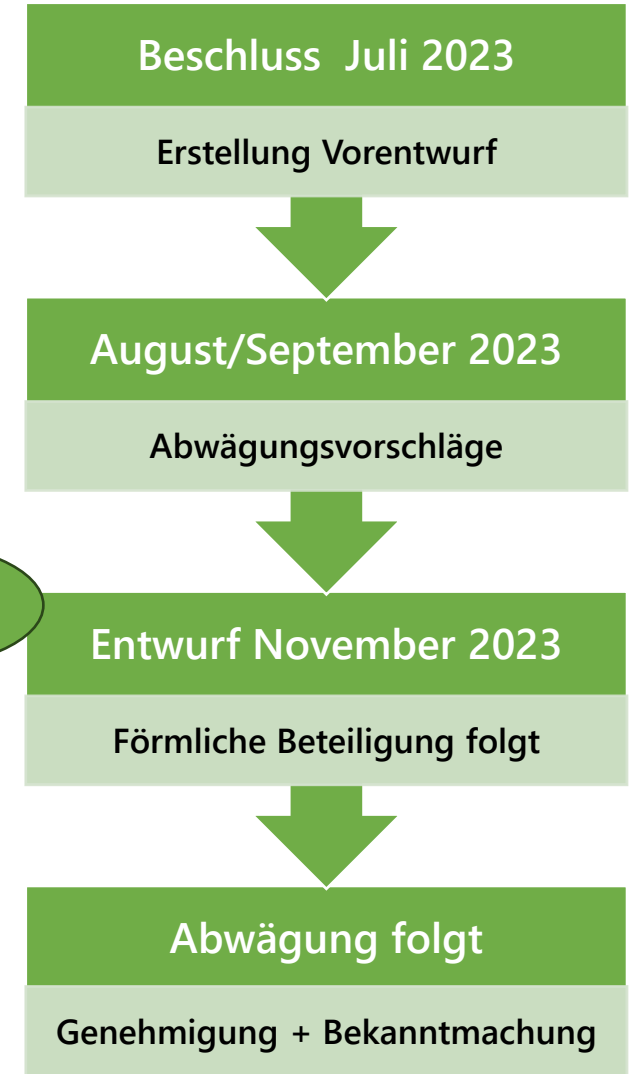 Beschluss Juli 2023
Erstellung Vorentwurf
August/September 2023
Abwägungsvorschläge
Entwurf November 2023
Förmliche Beteiligung folgt
Abwägung folgt
Genehmigung + Bekanntmachung